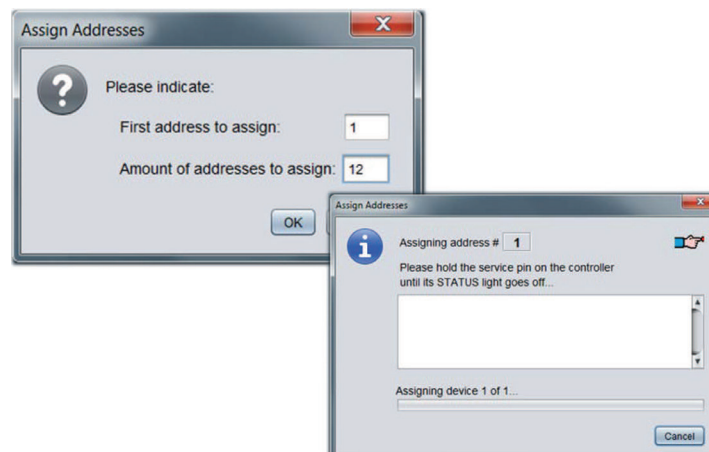 Assign Addresses
X
?
Please indicate:
First address to assign: 1
Amount of addresses to assign: 12
OK
Assign Addresses
x
i
Assigning address # 1
Please hold the service pin on the controller
until its STATUS light goes off...
Assigning device 1 of 1...
Cancel